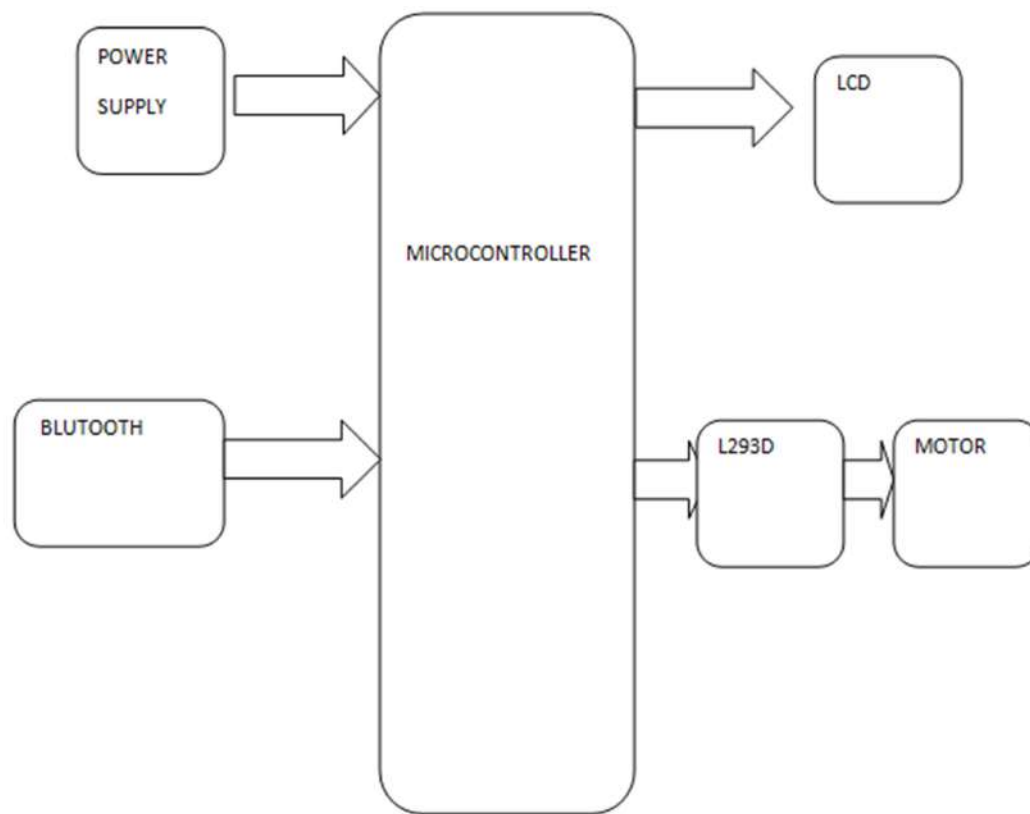 POWER
SUPPLY
LCD
MICROCONTROLLER
BLUTOOTH
L293D
MOTOR